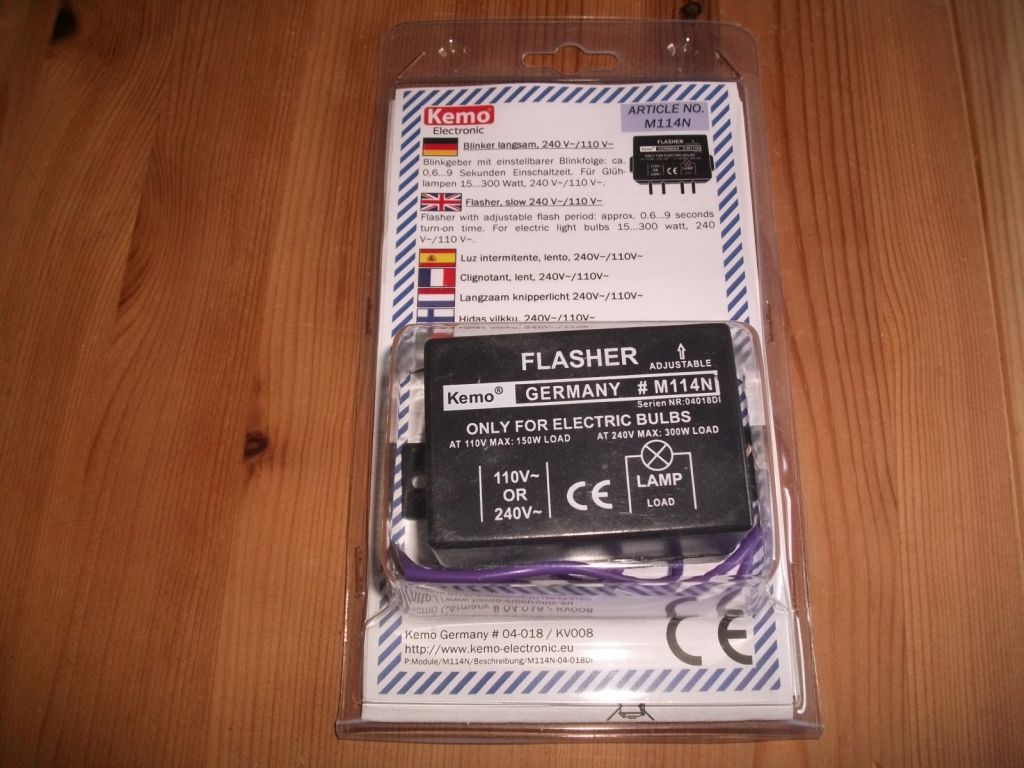 Kemo
Electronic
ARTICLE NO.
M114N
Blinker langsam, 240 V~/110 V~
Blinkgeber mit einstellbarer Blinkfolge: ca.
0,6...9 Sekunden Einschaltzeit. Für Glüh-
lampen 15...300 Watt, 240 V~/110 V~.
FLASHER
Flasher, slow 240 V~/110 V~
Flasher with adjustable flash period: approx. 0.6...9 seconds
turn-on time. For electric light bulbs 15...300 watt, 240
V~/110 V~.
Luz intermitente, lento, 240V~/110V~
Clignotant, lent, 240V~/110V~
Langzaam knipperlicht 240V~/110V~
Hidas vilkku, 240V~/110V~
FLASHER
ADJUSTABLE
Kemo® GERMANY # M114N
Serien NR:04018DI
ONLY FOR ELECTRIC BULBS
AT 110V MAX: 150W LOAD AT 240V MAX: 300W LOAD
110V~
OR
240V~
CE
LAMP
LOAD
Kemo Germany # 04-018 / KV008
http://www.kemo-electronic.eu
P:Module/M114N/Beschreibung/M114N-04-018DI
CE